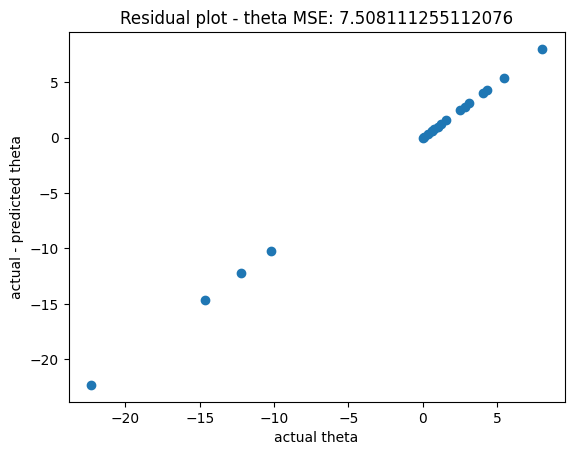 Residual plot - theta MSE: 7.508111255112076
5
0
−5
−10
−15
−20
actual - predicted theta
−20 −15 −10 −5 0 5
actual theta